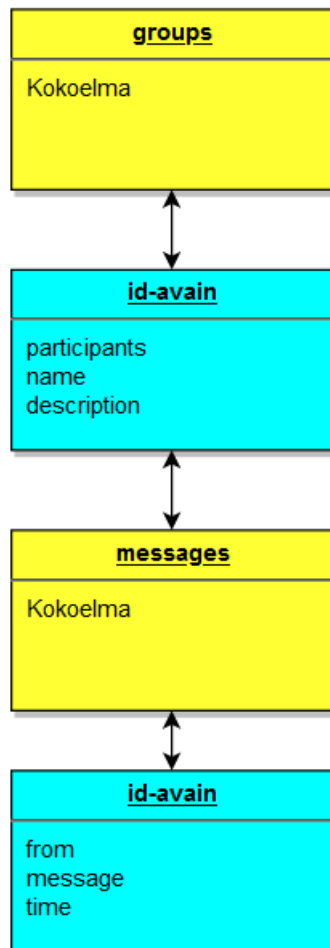 groups
Kokoelma
id-avain
participants
name
description
messages
Kokoelma
id-avain
from
message
time